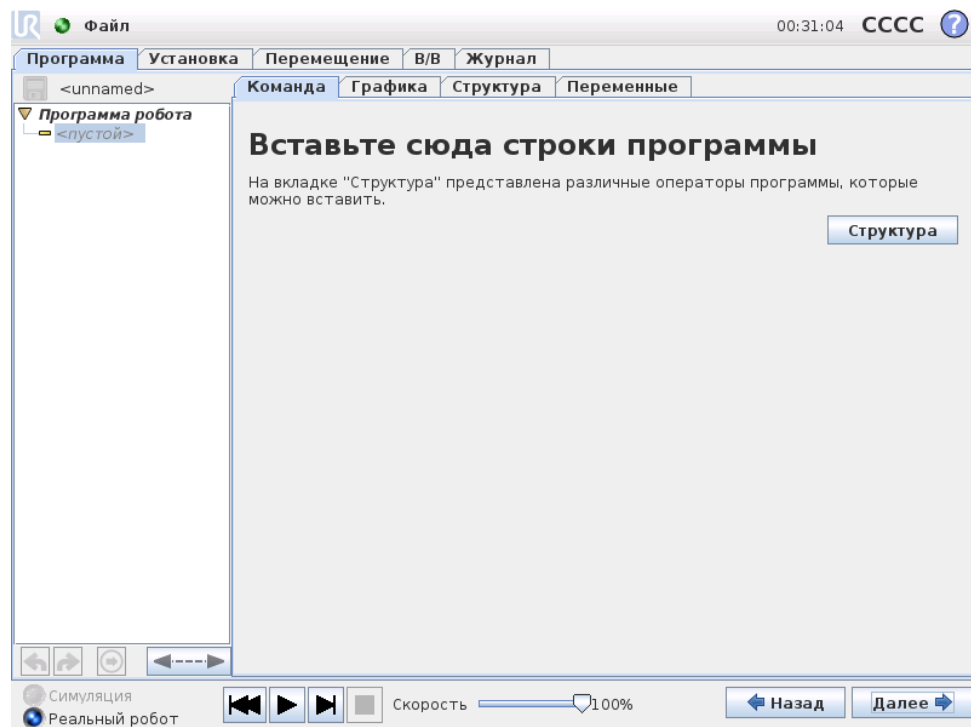 UR Файл 00:31:04 CCCC ?
Программа Установка Перемещение В/В Журнал
<unnamed> Команда Графика Структура Переменные
Программа робота
<пустой>
Вставьте сюда строки программы
На вкладке "Структура" представлена различные операторы программы, которые
можно вставить.
Структура
Симуляция
Реальный робот
Скорость 100% Назад Далее